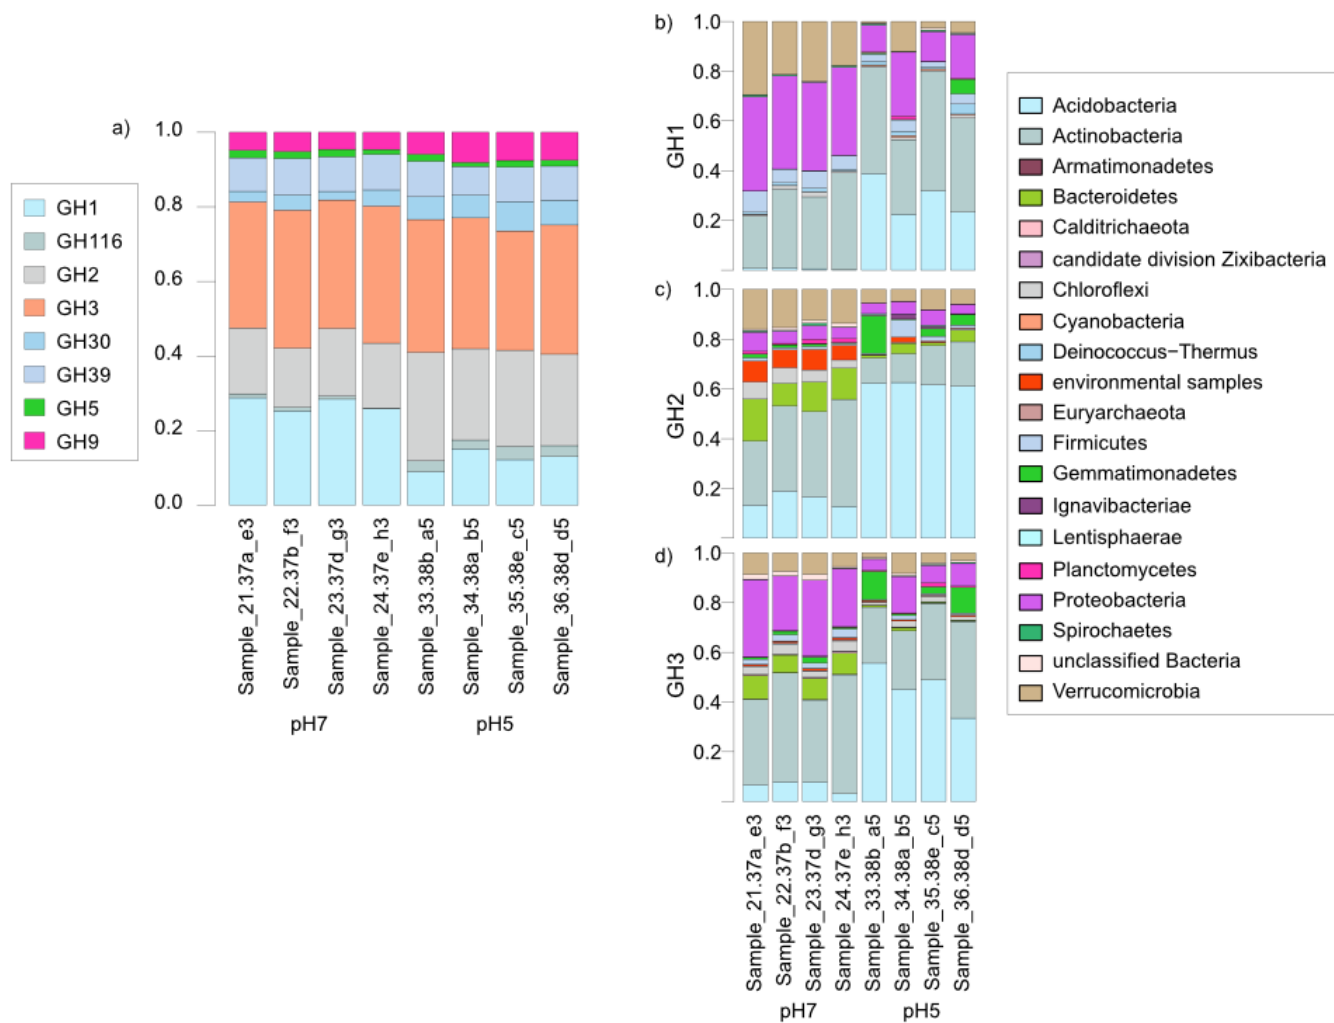 a)
1.0
0.8
0.6
0.4
0.2
0.0
GH1
GH116
GH2
GH3
GH30
GH39
GH5
GH9
Sample_21.37a_e3
Sample_22.37b_f3
Sample_23.37d_g3
Sample_24.37e_h3
Sample_33.38b_a5
Sample_34.38a_b5
Sample_35.38e_c5
Sample_36.38d_d5
pH7
pH5
b)
GH1
1.0
0.8
0.6
0.4
0.2
c)
GH2
1.0
0.8
0.6
0.4
0.2
d)
GH3
1.0
0.8
0.6
0.4
0.2
Sample_21.37a_e3
Sample_22.37b_f3
Sample_23.37d_g3
Sample_24.37e_h3
Sample_33.38b_a5
Sample_34.38a_b5
Sample_35.38e_c5
Sample_36.38d_d5
pH7
pH5
Acidobacteria
Actinobacteria
Armatimonadetes
Bacteroidetes
Calditrichaeota
candidate division Zixibacteria
Chloroflexi
Cyanobacteria
Deinococcus−Thermus
environmental samples
Euryarchaeota
Firmicutes
Gemmatimonadetes
Ignavibacteriae
Lentisphaerae
Planctomycetes
Proteobacteria
Spirochaetes
unclassified Bacteria
Verrucomicrobia